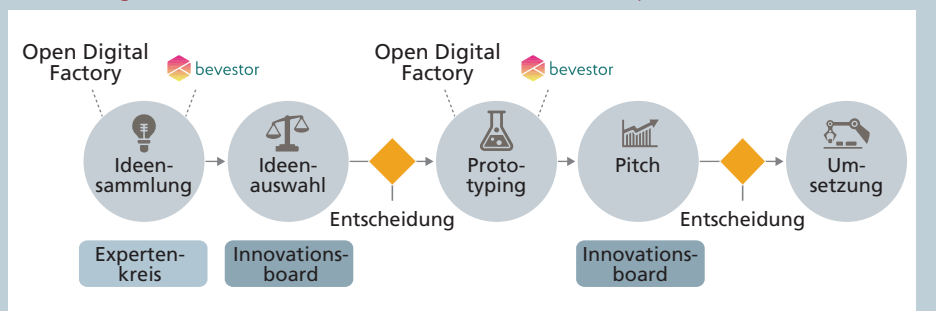 Open Digital
Factory
bevestor
Open Digital
Factory
bevestor
Ideen-
sammlung
Ideen-
auswahl
Entscheidung
Proto-
typing
Pitch
Entscheidung
Um-
setzung
Experten-
kreis
Innovations-
board
Innovations-
board